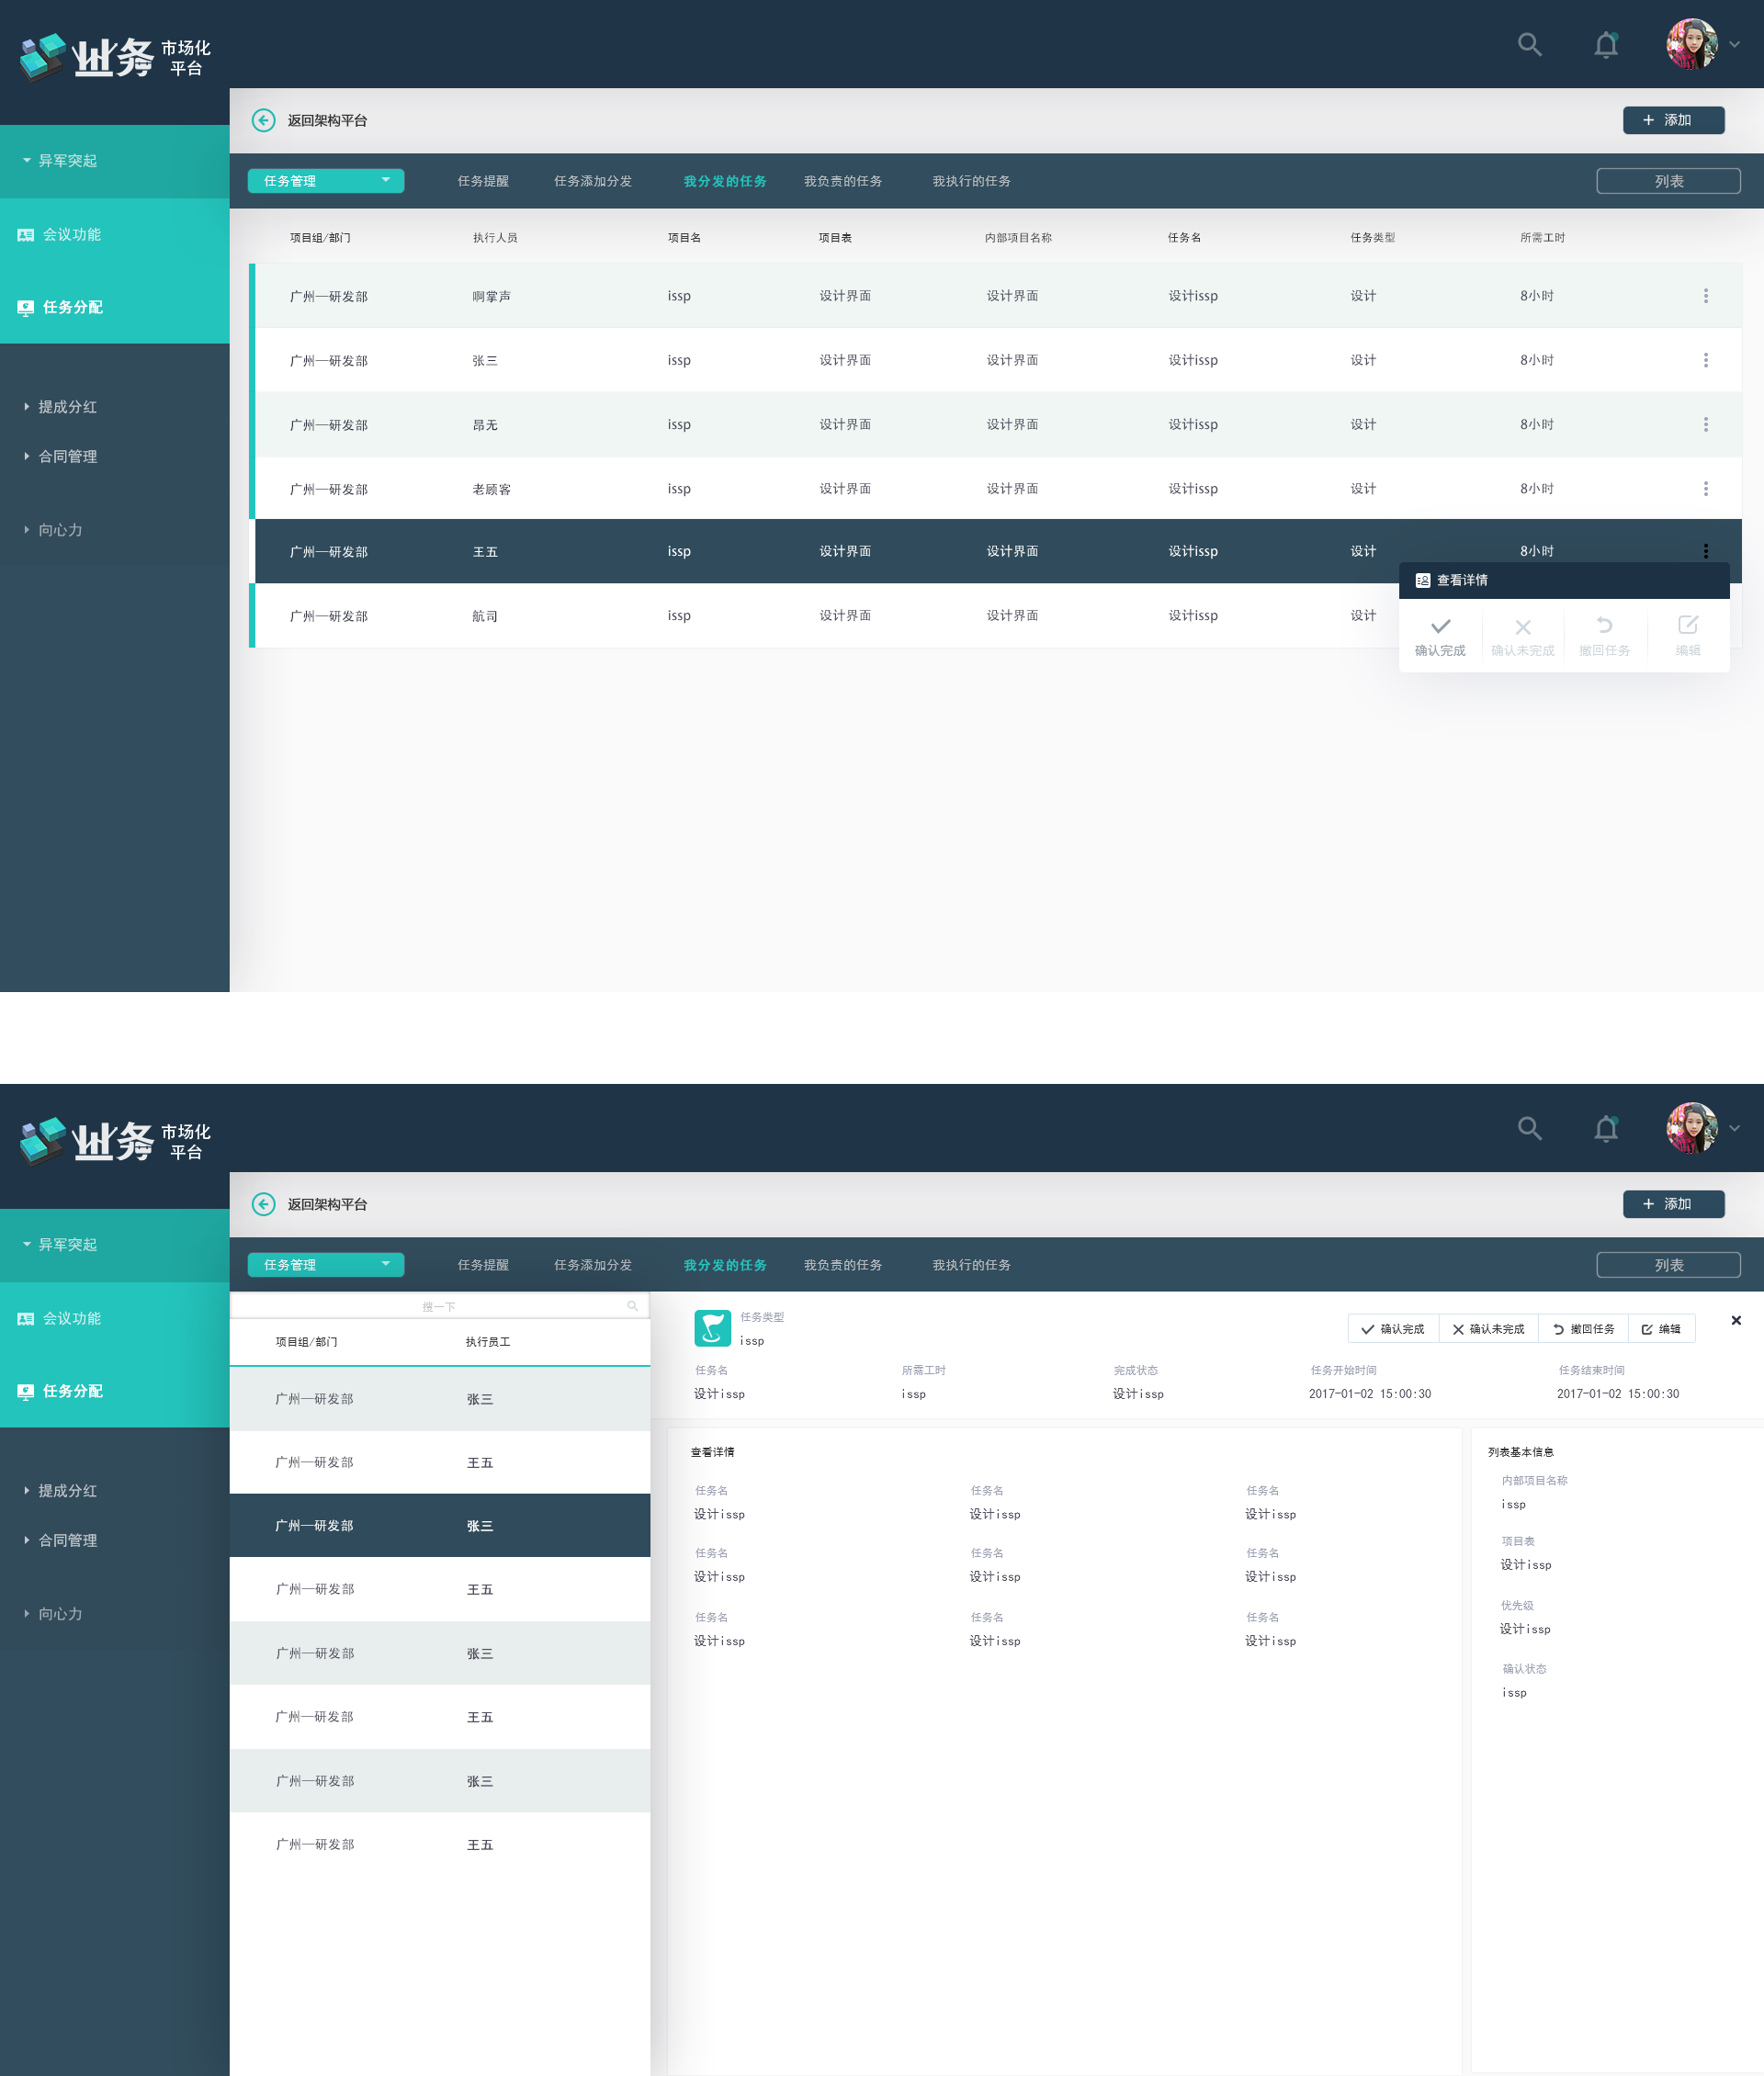 业务 市场化
平台
返回架构平台
+ 添加
异军突起
会议功能
任务分配
提成分红
合同管理
向心力
任务管理 任务提醒 任务添加分发 我分发的任务 我负责的任务 我执行的任务 列表
项目组/部门 执行人员 项目名 项目表 内部项目名称 任务名 任务类型 所需工时
广州—研发部 啊掌声 issp 设计界面 设计界面 设计issp 设计 8小时
广州—研发部 张三 issp 设计界面 设计界面 设计issp 设计 8小时
广州—研发部 昂无 issp 设计界面 设计界面 设计issp 设计 8小时
广州—研发部 老顾客 issp 设计界面 设计界面 设计issp 设计 8小时
广州—研发部 王五 issp 设计界面 设计界面 设计issp 设计 8小时
广州—研发部 航司 issp 设计界面 设计界面 设计issp 设计
查看详情
确认完成 确认未完成 撤回任务 编辑
业务 市场化
平台
返回架构平台
+ 添加
异军突起
会议功能
任务分配
提成分红
合同管理
向心力
任务管理 任务提醒 任务添加分发 我分发的任务 我负责的任务 我执行的任务 列表
搜一下
项目组/部门 执行员工
广州—研发部 张三
广州—研发部 王五
广州—研发部 张三
广州—研发部 王五
广州—研发部 张三
广州—研发部 王五
广州—研发部 张三
广州—研发部 王五
任务类型
issp
确认完成 确认未完成 撤回任务 编辑
任务名 所需工时 完成状态 任务开始时间 任务结束时间
设计issp issp 设计issp 2017-01-02 15:00:30 2017-01-02 15:00:30
查看详情
任务名 任务名 任务名
设计issp 设计issp 设计issp
任务名 任务名 任务名
设计issp 设计issp 设计issp
任务名 任务名 任务名
设计issp 设计issp 设计issp
列表基本信息
内部项目名称
issp
项目表
设计issp
优先级
设计issp
确认状态
issp